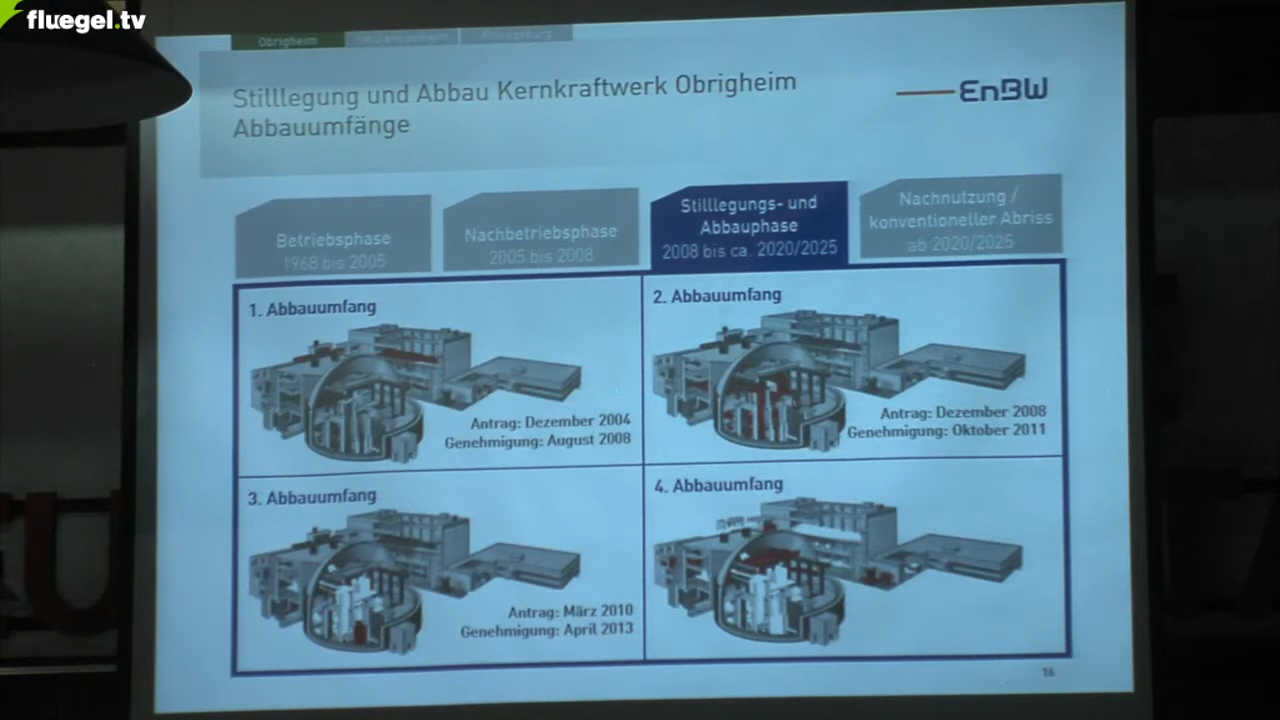 fluegel.tv
Obrigheim
Stilllegung und Abbau Kernkraftwerk Obrigheim
Abbauumfänge
EnBW
Betriebsphase
1968 bis 2005
Nachbetriebsphase
2005 bis 2008
Stilllegungs- und
Abbauphase
2008 bis ca. 2020/2025
Nachnutzung /
konventioneller Abriss
ab 2020/2025
1. Abbauumfang
Antrag: Dezember 2004
Genehmigung: August 2008
2. Abbauumfang
Antrag: Dezember 2008
Genehmigung: Oktober 2011
3. Abbauumfang
Antrag: März 2010
Genehmigung: April 2013
4. Abbauumfang
16